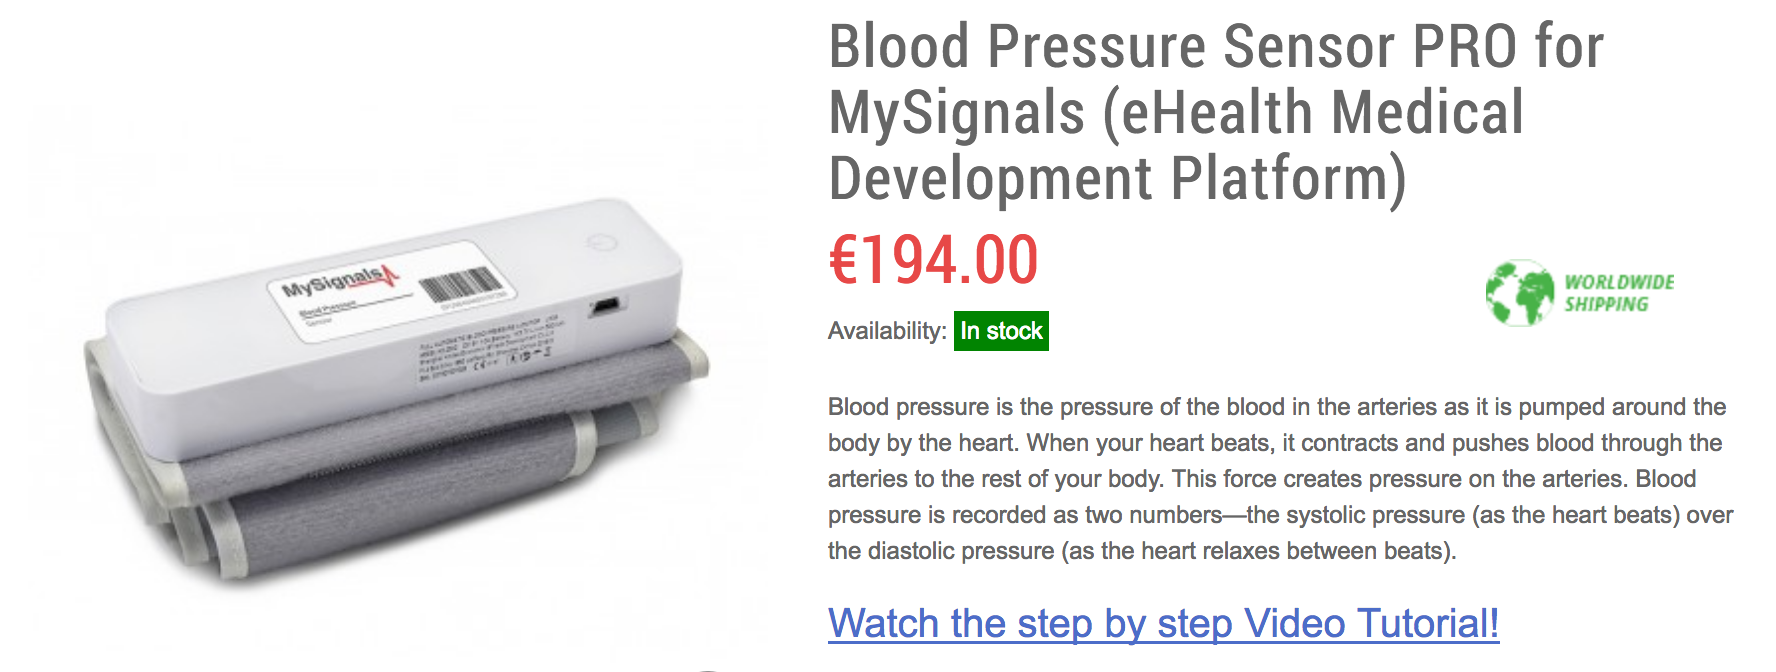 Blood Pressure Sensor PRO for
MySignals (eHealth Medical
Development Platform)
€194.00
WORLDWIDE
SHIPPING
Availability: In stock
Blood pressure is the pressure of the blood in the arteries as it is pumped around the
body by the heart. When your heart beats, it contracts and pushes blood through the
arteries to the rest of your body. This force creates pressure on the arteries. Blood
pressure is recorded as two numbers—the systolic pressure (as the heart beats) over
the diastolic pressure (as the heart relaxes between beats).
Watch the step by step Video Tutorial!
MySignals
Blood Pressure
Sensor